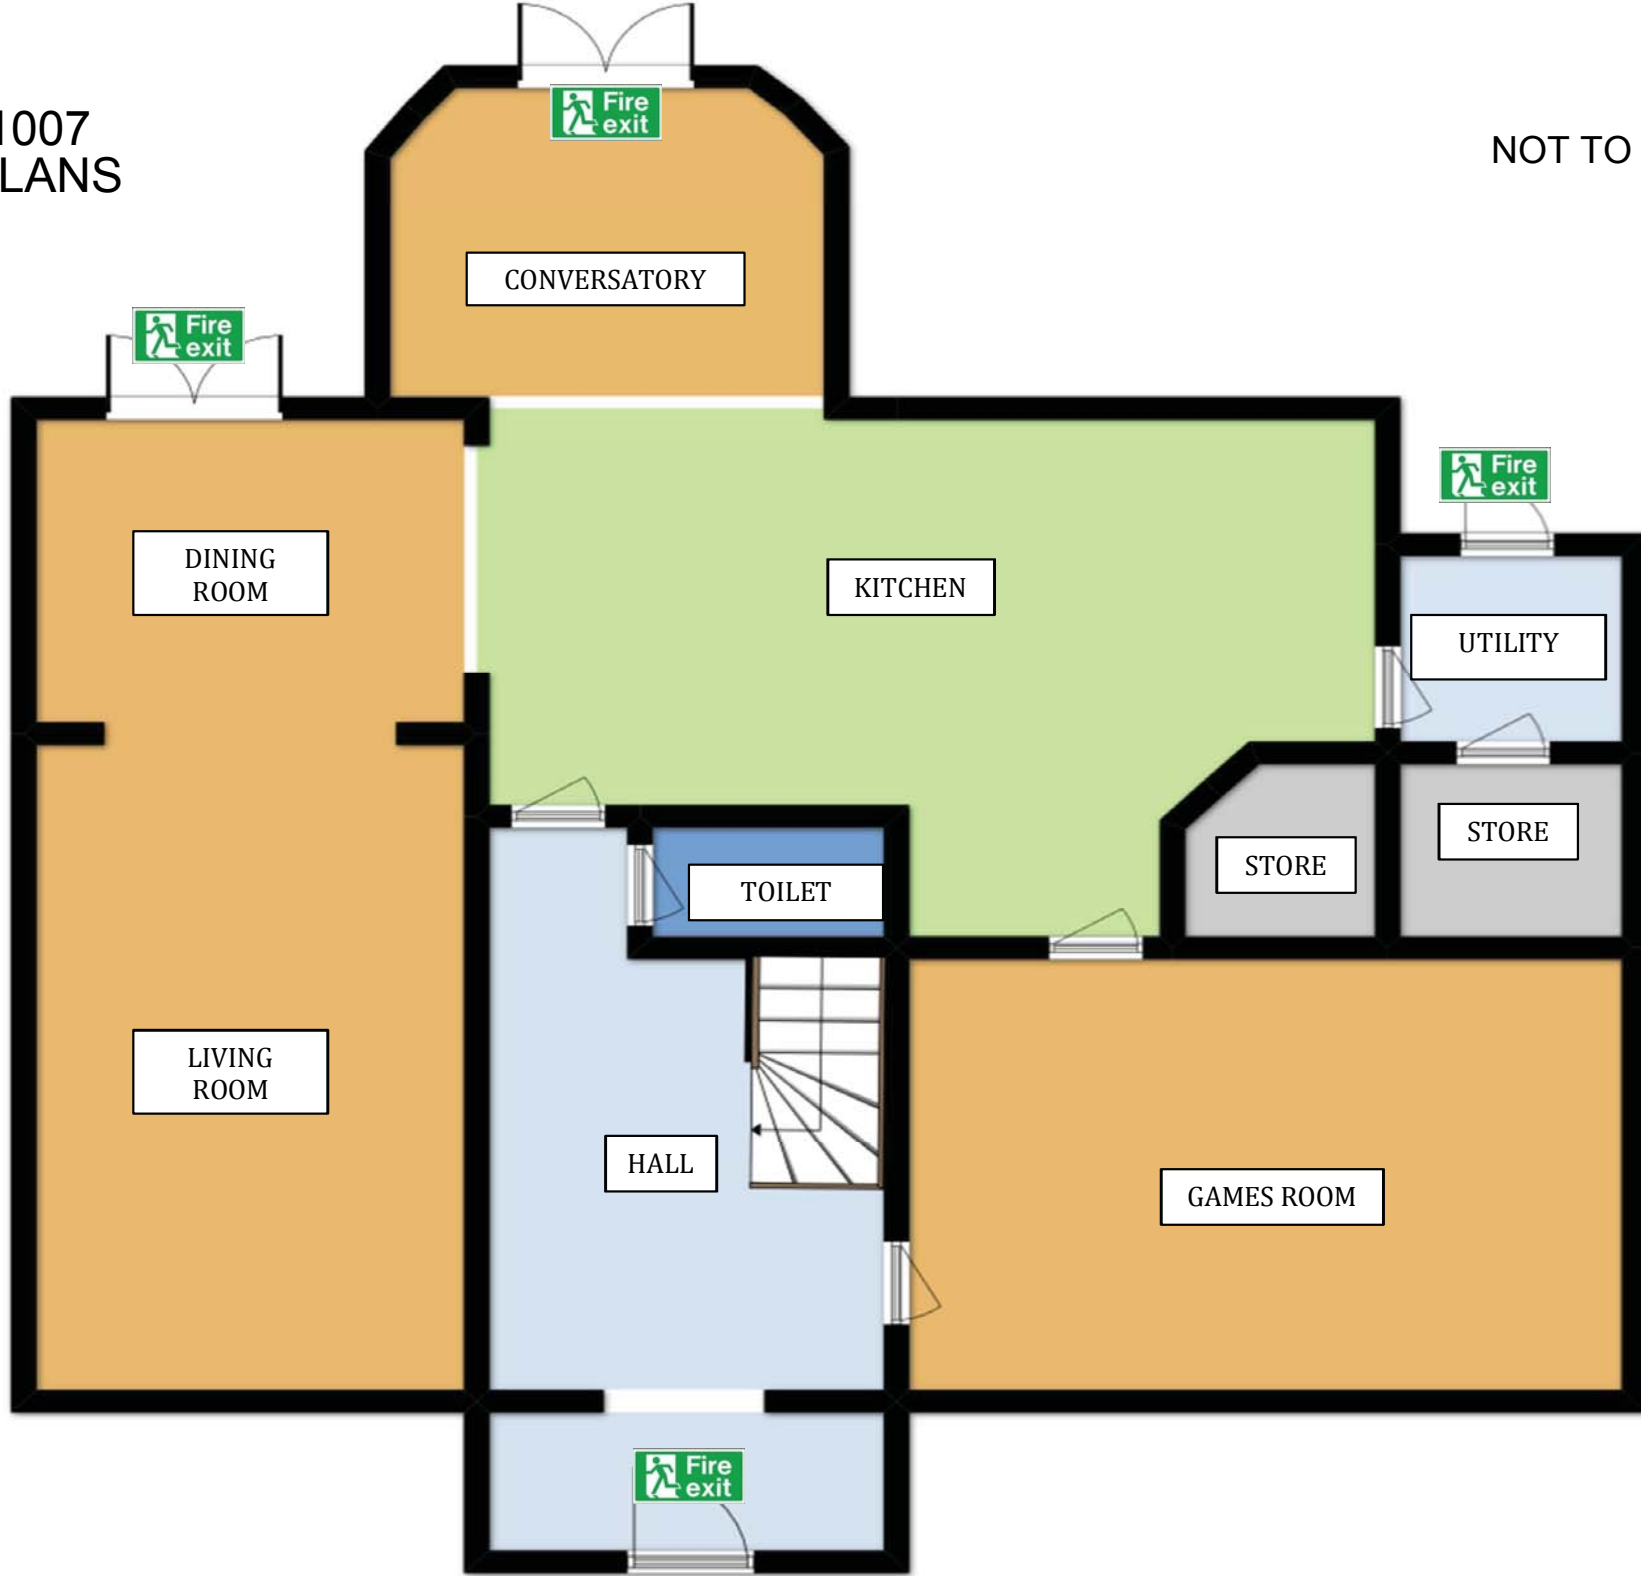 1007
LANS
NOT TO
Fire
exit
CONVERSATORY
Fire
exit
Fire
exit
DINING
ROOM
KITCHEN
UTILITY
STORE
STORE
TOILET
LIVING
ROOM
HALL
GAMES ROOM
Fire
exit